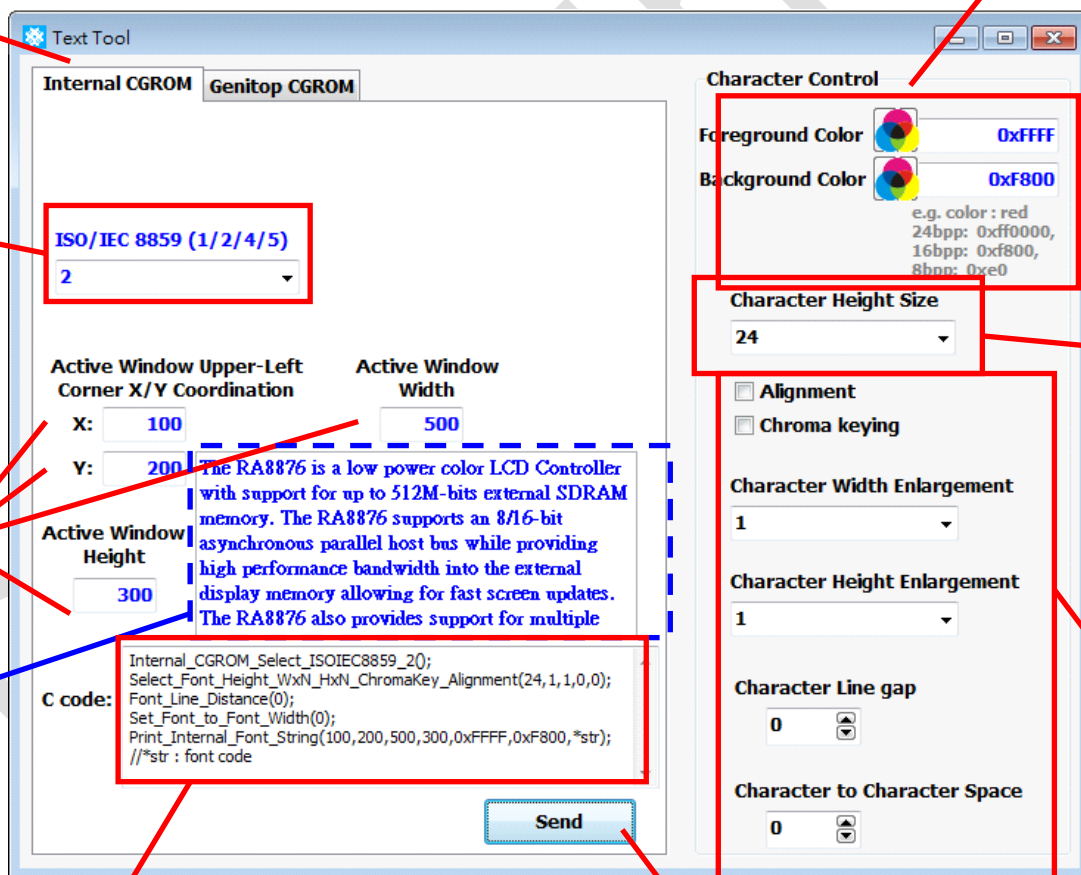 Text Tool
Internal CGROM
Genitop CGROM
ISO/IEC 8859 (1/2/4/5)
2
Active Window Upper-Left
Corner X/Y Coordination
X: 100
Y: 200
Active Window
Width
500
Active Window
Height
300
The RA8876 is a low power color LCD Controller
with support for up to 512M-bits external SDRAM
memory. The RA8876 supports an 8/16-bit
asynchronous parallel host bus while providing
high performance bandwidth into the external
display memory allowing for fast screen updates.
The RA8876 also provides support for multiple
C code:
Internal_CGROM_Select_ISOIEC8859_2();
Select_Font_Height_WxN_HxN_ChromaKey_Alignment(24,1,1,0,0);
Font_Line_Distance(0);
Set_Font_to_Font_Width(0);
Print_Internal_Font_String(100,200,500,300,0xFFFF,0xF800,*str);
//*str : font code
Send
Character Control
Foreground Color 0xFFFF
Background Color 0xF800
e.g. color : red
24bpp: 0xff0000,
16bpp: 0xf800,
8bpp: 0xe0
Character Height Size
24
Alignment
Chroma keying
Character Width Enlargement
1
Character Height Enlargement
1
Character Line gap
0
Character to Character Space
0